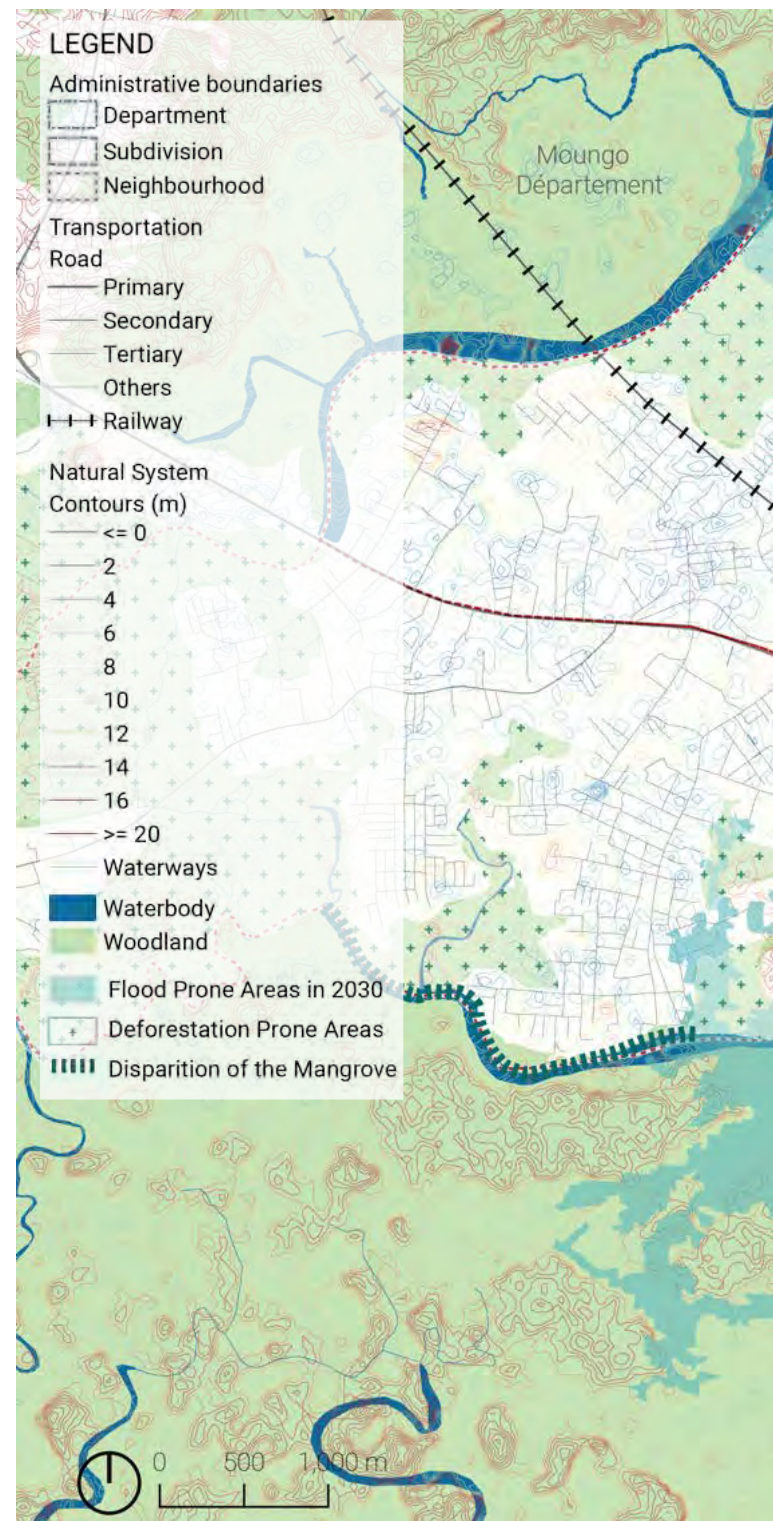 LEGEND
Administrative boundaries
Department
Subdivision
Neighbourhood
Transportation
Road
Primary
Secondary
Tertiary
Others
Railway
Natural System
Contours (m)
<= 0
2
4
6
8
10
12
14
16
>= 20
Waterways
Waterbody
Woodland
Flood Prone Areas in 2030
Deforestation Prone Areas
Disparition of the Mangrove
Moungo
Département
0 500 1,000 m